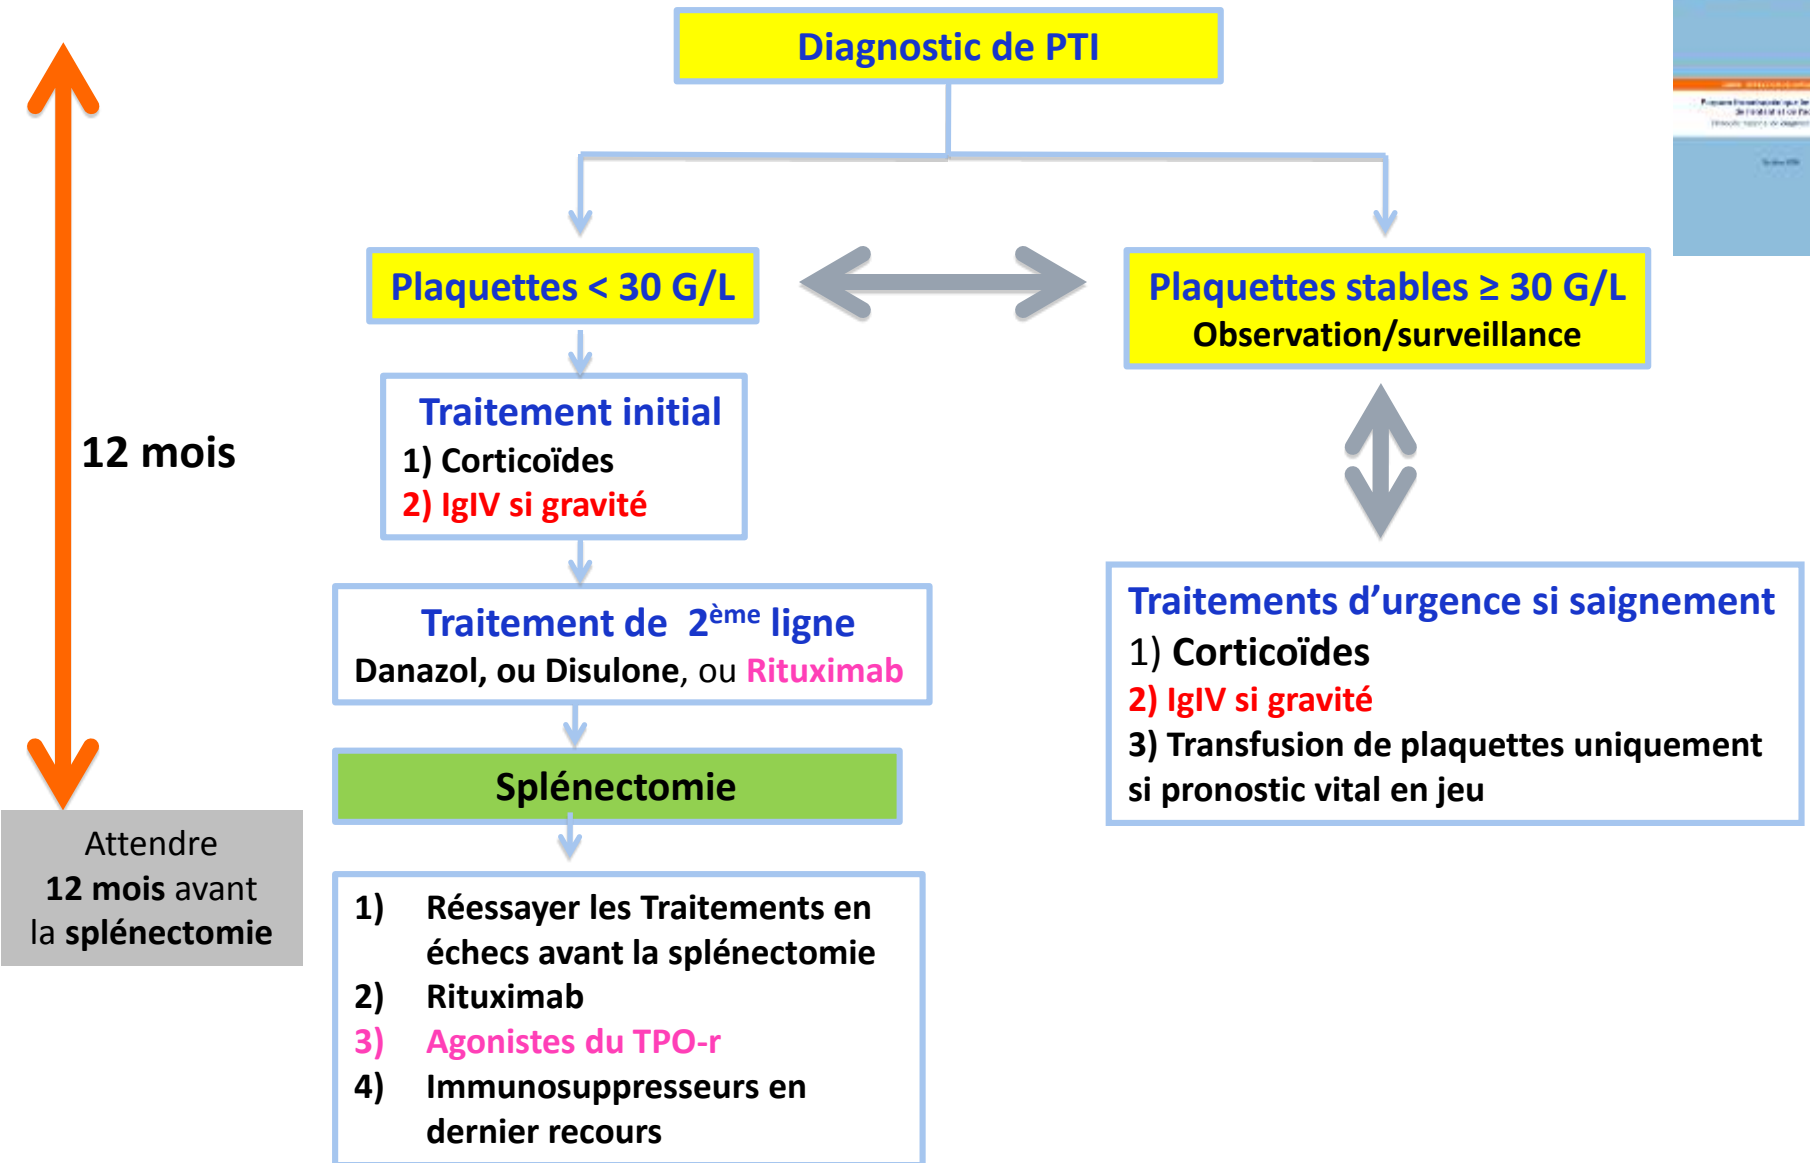 Diagnostic de PTI
Plaquettes < 30 G/L
Plaquettes stables ≥ 30 G/L
Observation/surveillance
Traitement initial
1) Corticoïdes
2) IgIV si gravité
12 mois
Traitement de 2ème ligne
Danazol, ou Disulone, ou Rituximab
Traitements d’urgence si saignement
1) Corticoïdes
2) IgIV si gravité
3) Transfusion de plaquettes uniquement
si pronostic vital en jeu
Splénectomie
Attendre
12 mois avant
la splénectomie
1) Réessayer les Traitements en
échecs avant la splénectomie
2) Rituximab
3) Agonistes du TPO-r
4) Immunosuppresseurs en
dernier recours